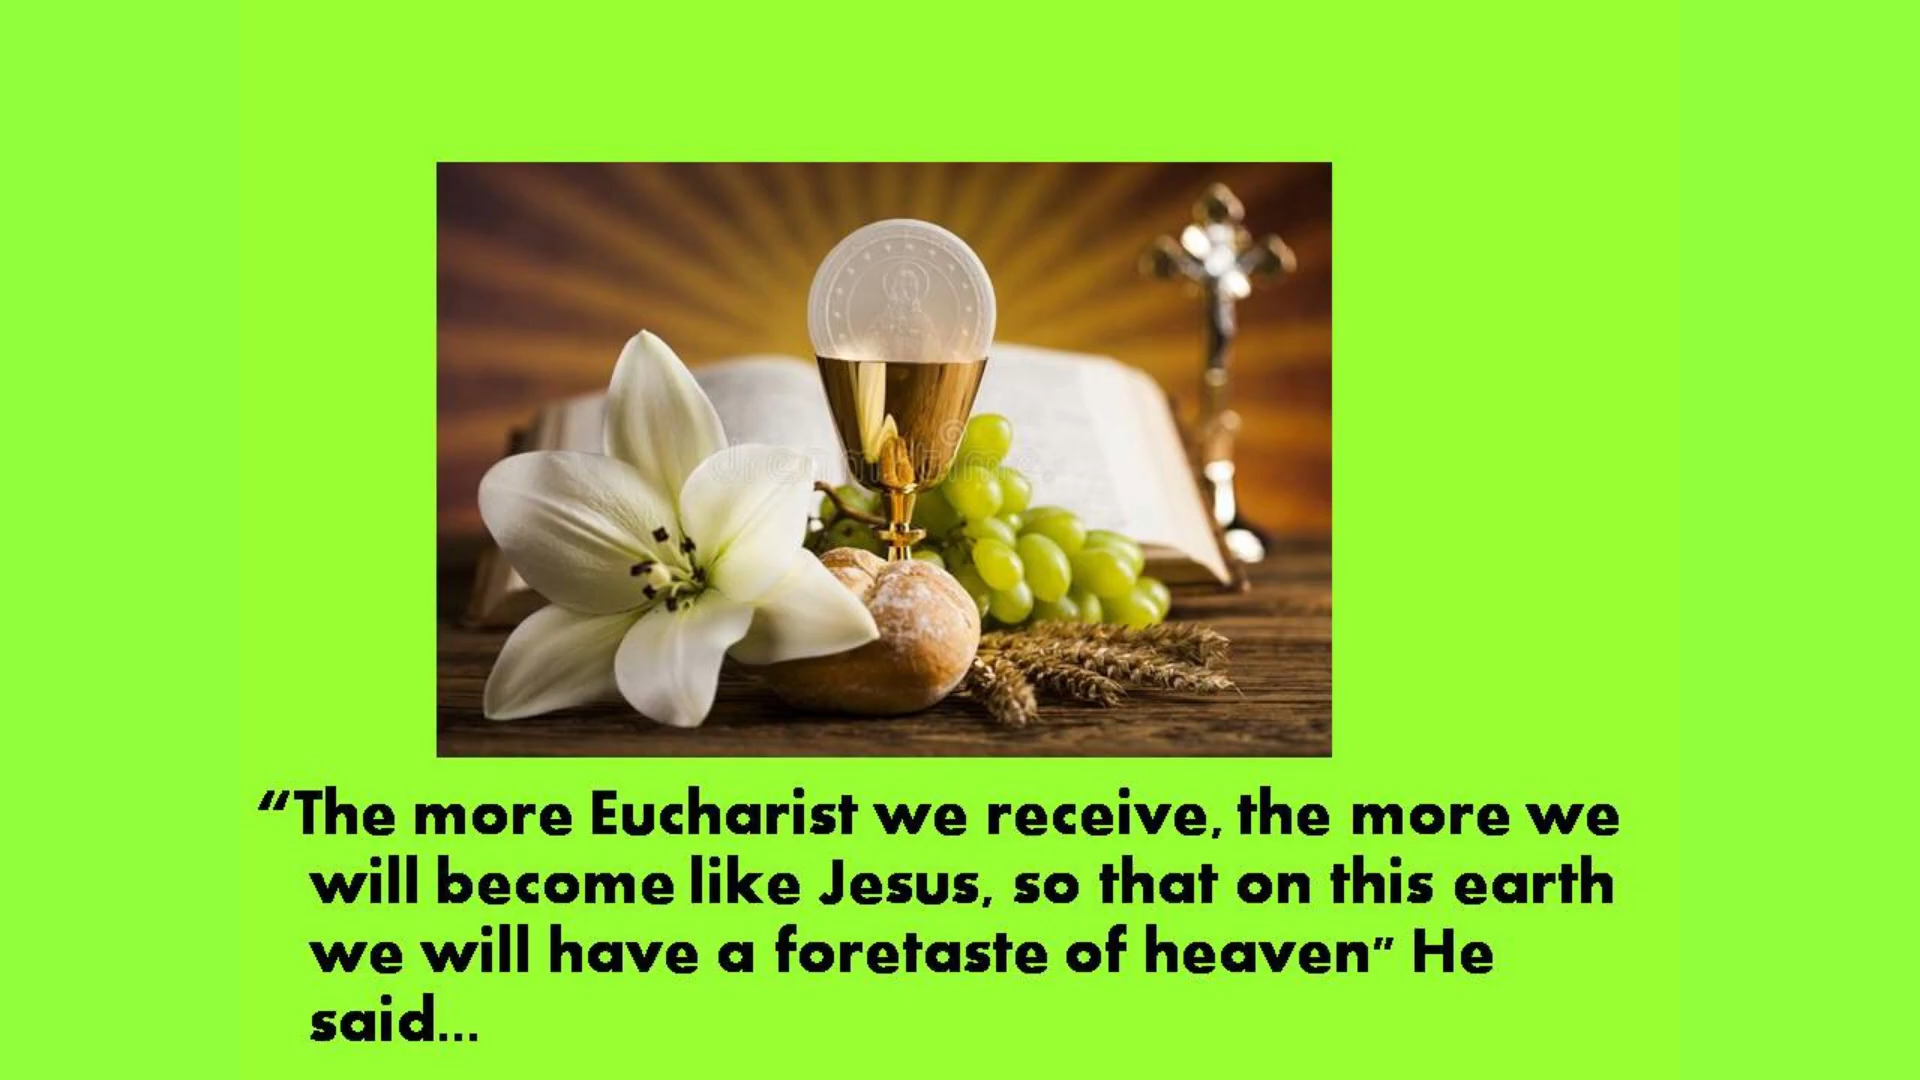 dreamstime.
“The more Eucharist we receive, the more we
will become like Jesus, so that on this earth
we will have a foretaste of heaven” He
said...